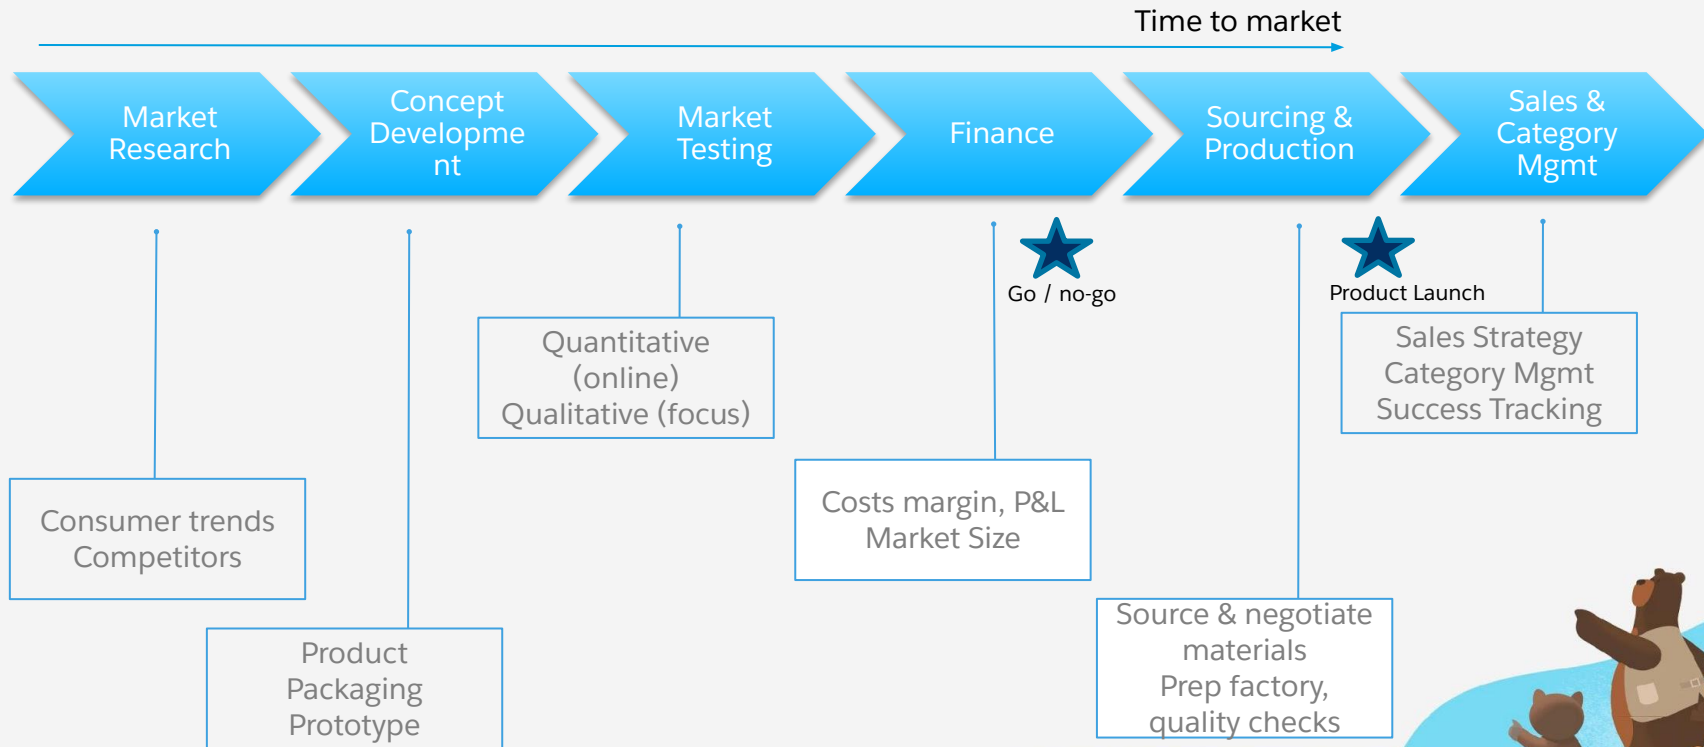 Time to market
Market
Research
Concept
Developme
nt
Market
Testing
Finance
Sourcing &
Production
Sales &
Category
Mgmt
Go / no-go
Product Launch
Quantitative
(online)
Qualitative (focus)
Sales Strategy
Category Mgmt
Success Tracking
Consumer trends
Competitors
Costs margin, P&L
Market Size
Product
Packaging
Prototype
Source & negotiate
materials
Prep factory,
quality checks